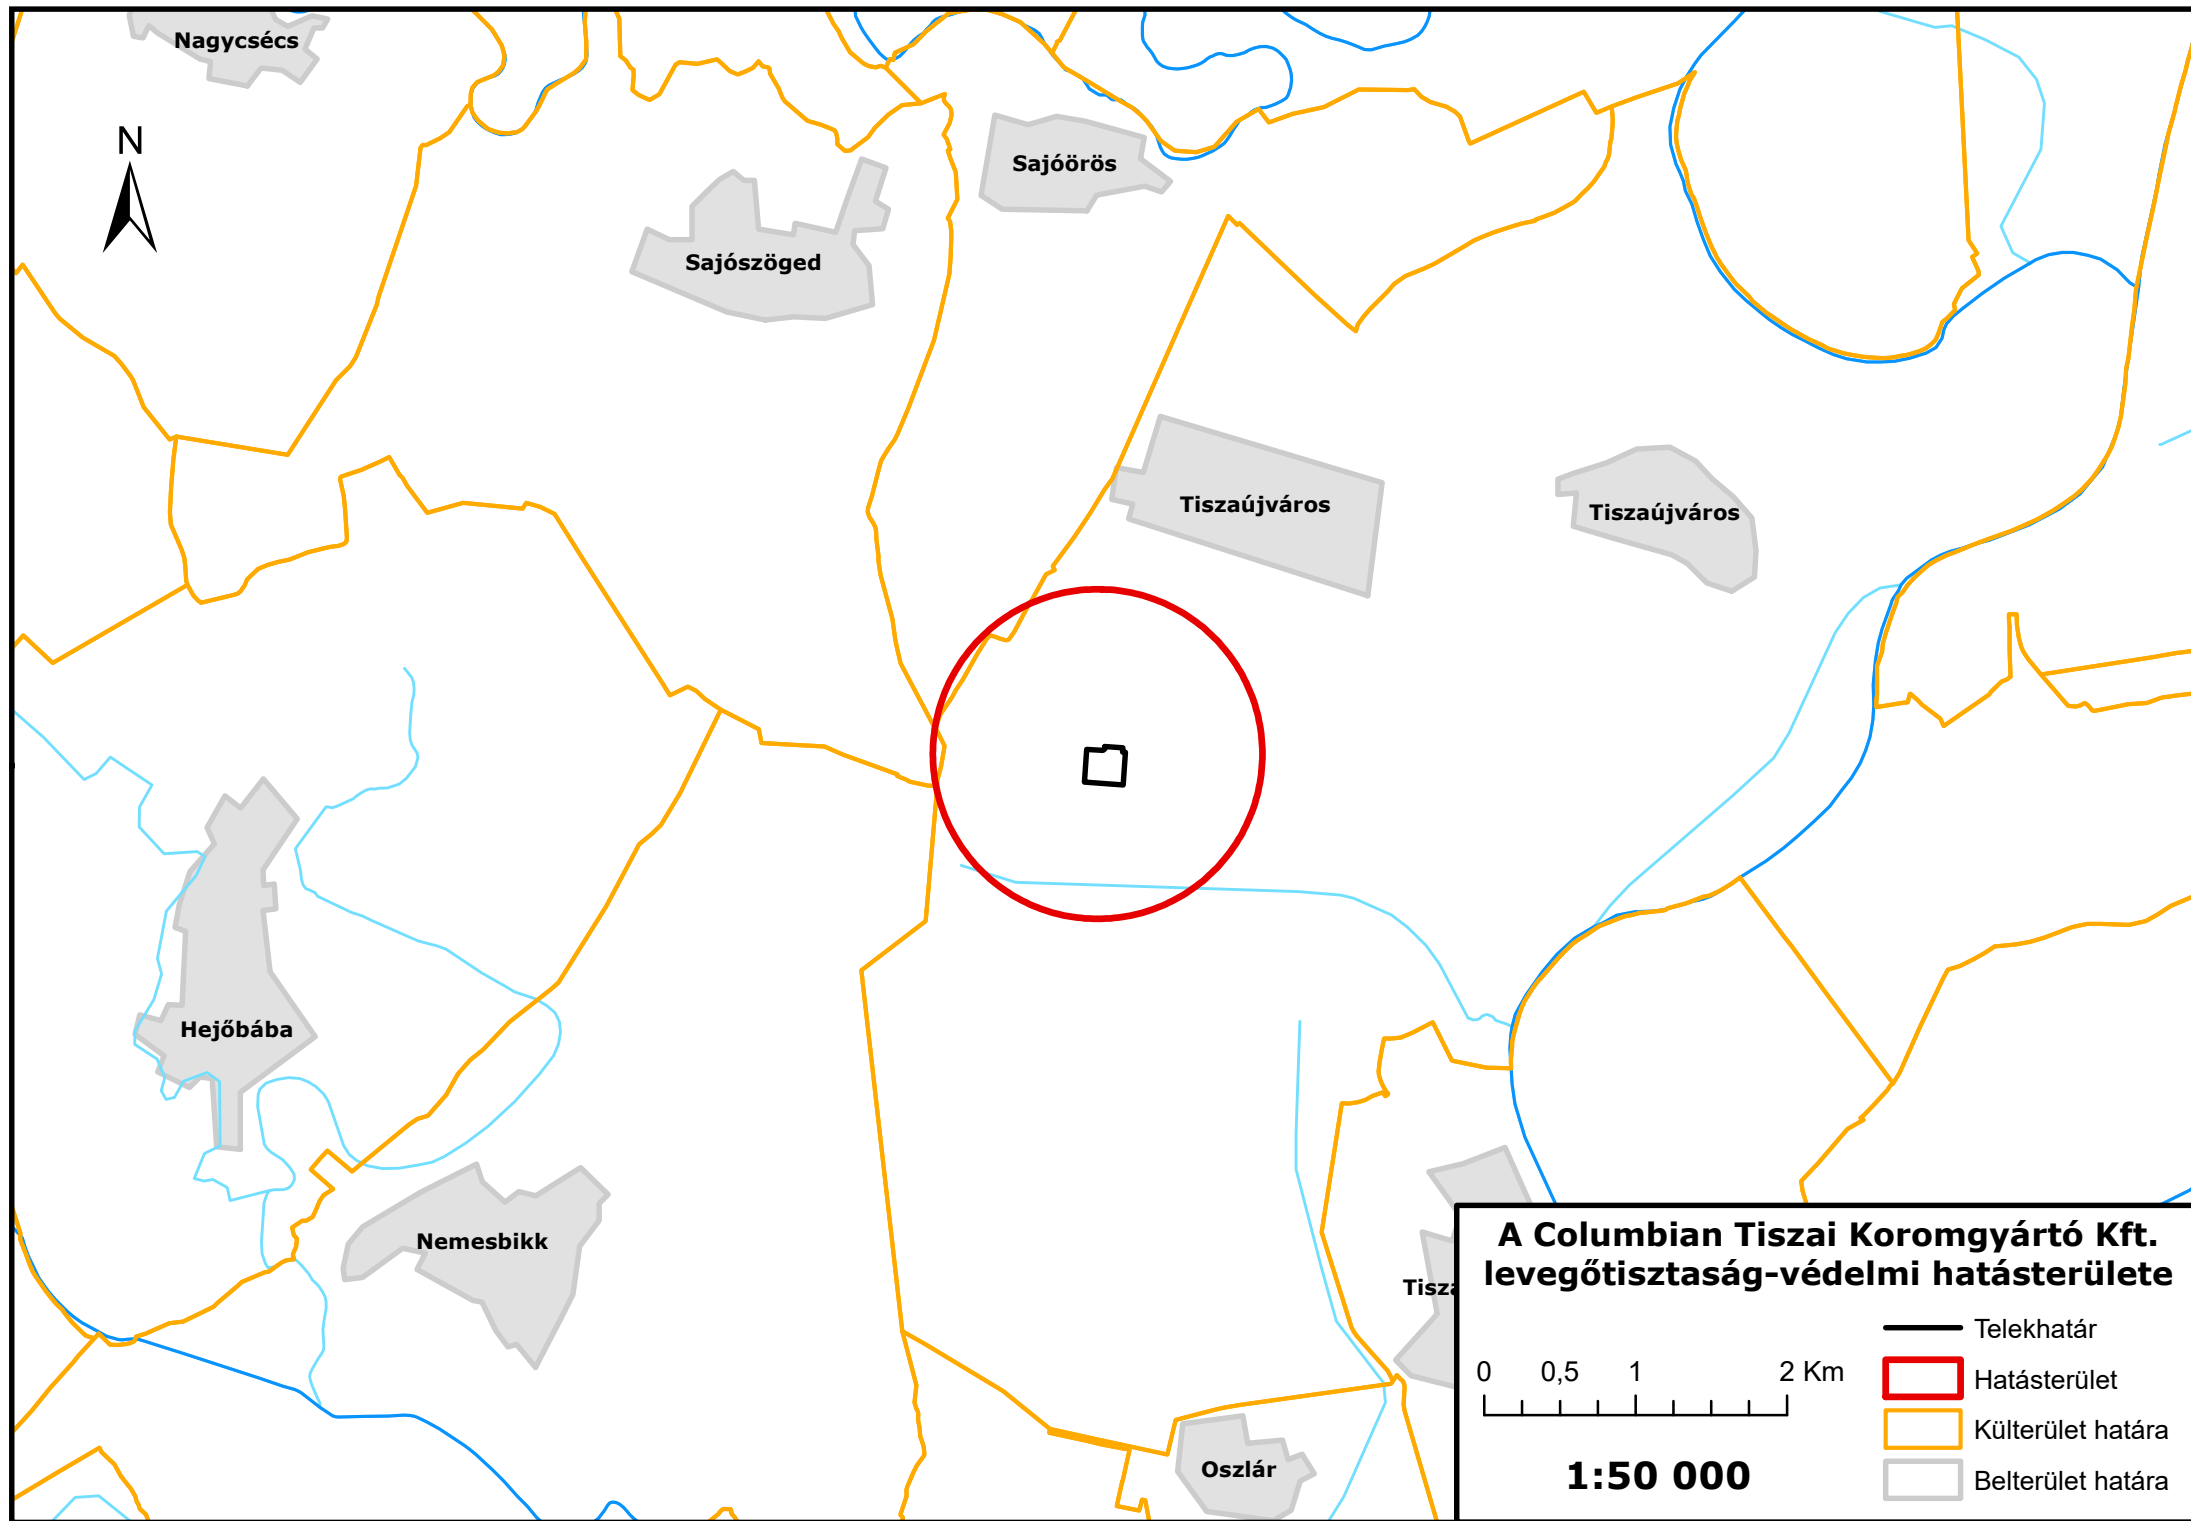 Nagycsécs
N
Sajóörös
Sajószöged
Tiszaújváros
Tiszaújváros
Hejőbába
Nemesbikk
Tisza
Oszlár
A Columbian Tiszai Koromgyártó Kft.
levegőtisztaság-védelmi hatásterülete
0 0,5 1 2 Km
1:50 000
Telekhatár
Hatásterület
Külterület határa
Belterület határa